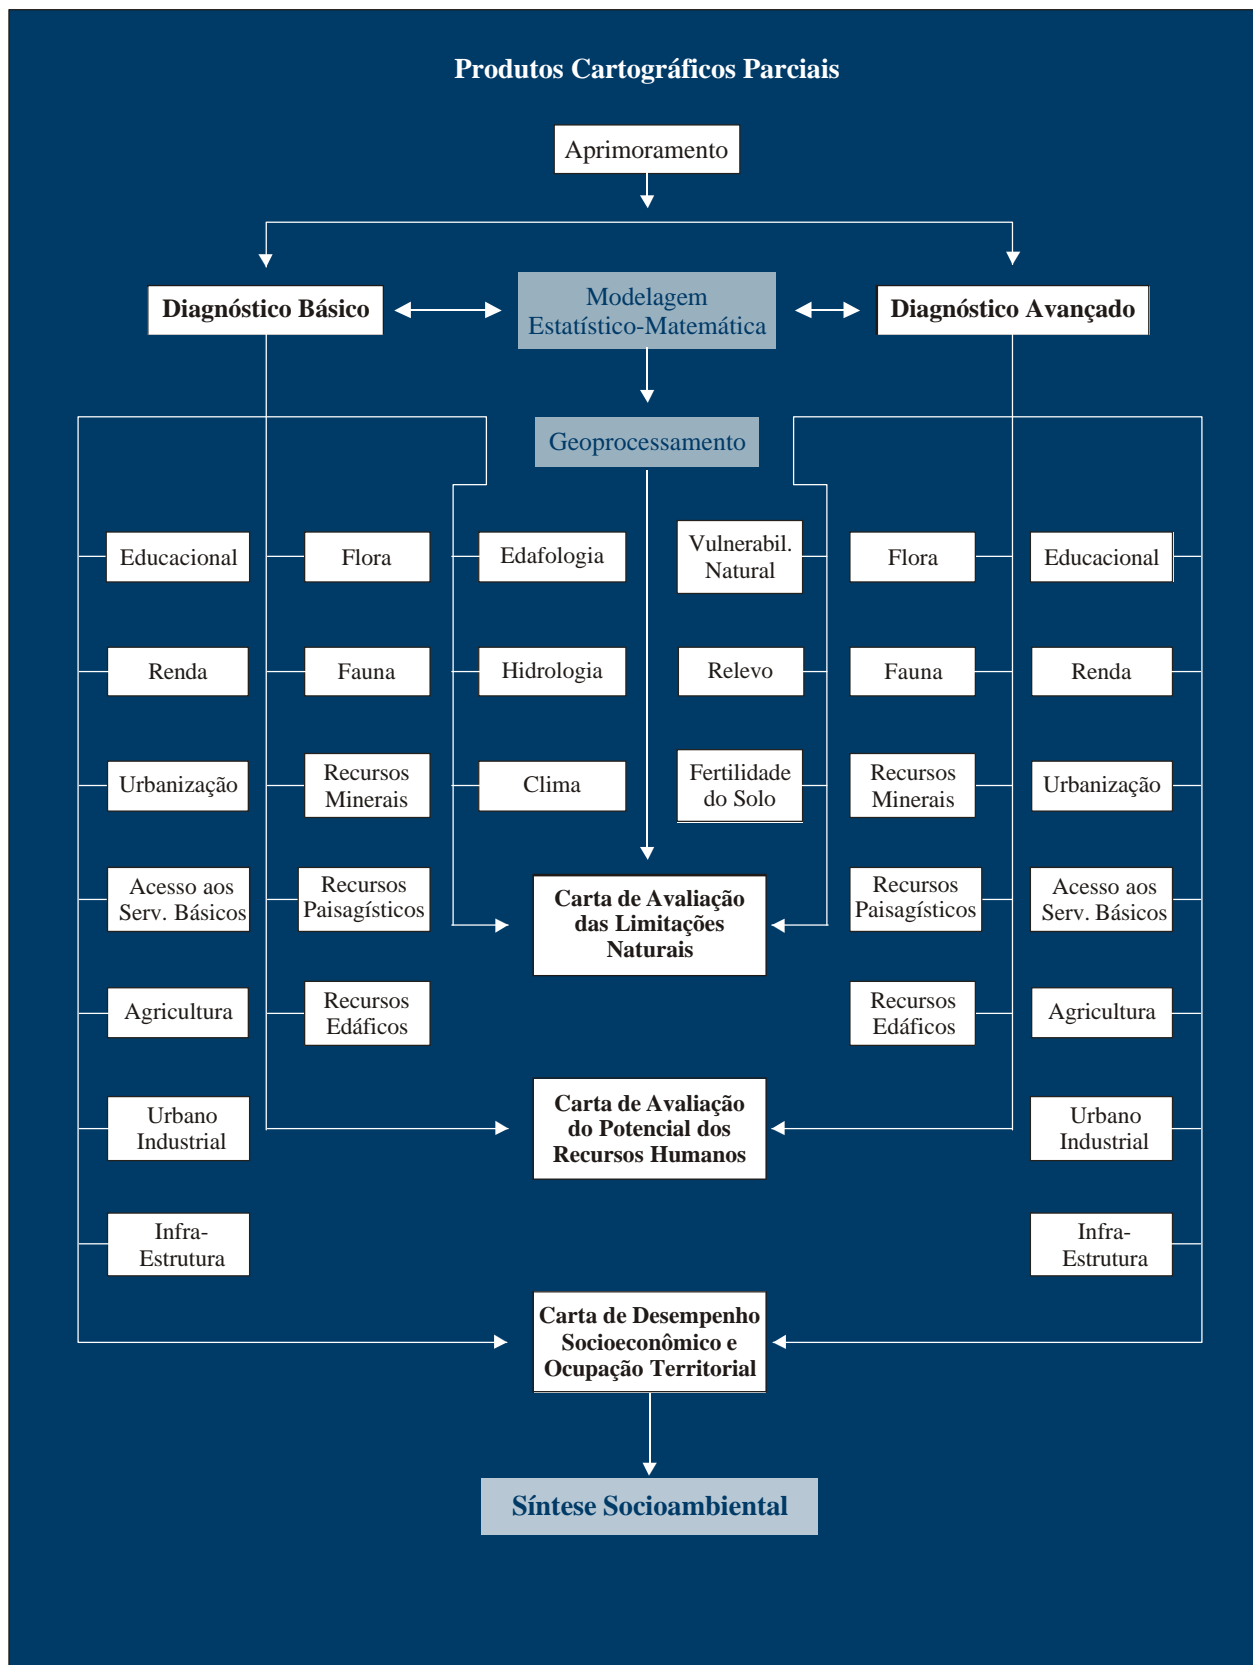 Produtos Cartográficos Parciais
Aprimoramento
Diagnóstico Básico
Modelagem
Estatístico-Matemática
Diagnóstico Avançado
Geoprocessamento
Educacional
Flora
Edafologia
Vulnerabil.
Natural
Flora
Educacional
Renda
Fauna
Hidrologia
Relevo
Fauna
Renda
Urbanização
Recursos
Minerais
Clima
Fertilidade
do Solo
Recursos
Minerais
Urbanização
Acesso aos
Serv. Básicos
Recursos
Paisagísticos
Carta de Avaliação
das Limitações
Naturais
Recursos
Paisagísticos
Acesso aos
Serv. Básicos
Agricultura
Recursos
Edáficos
Recursos
Edáficos
Agricultura
Urbano
Industrial
Carta de Avaliação
do Potencial dos
Recursos Humanos
Urbano
Industrial
Infra-
Estrutura
Infra-
Estrutura
Carta de Desempenho
Socioeconômico e
Ocupação Territorial
Síntese Socioambiental